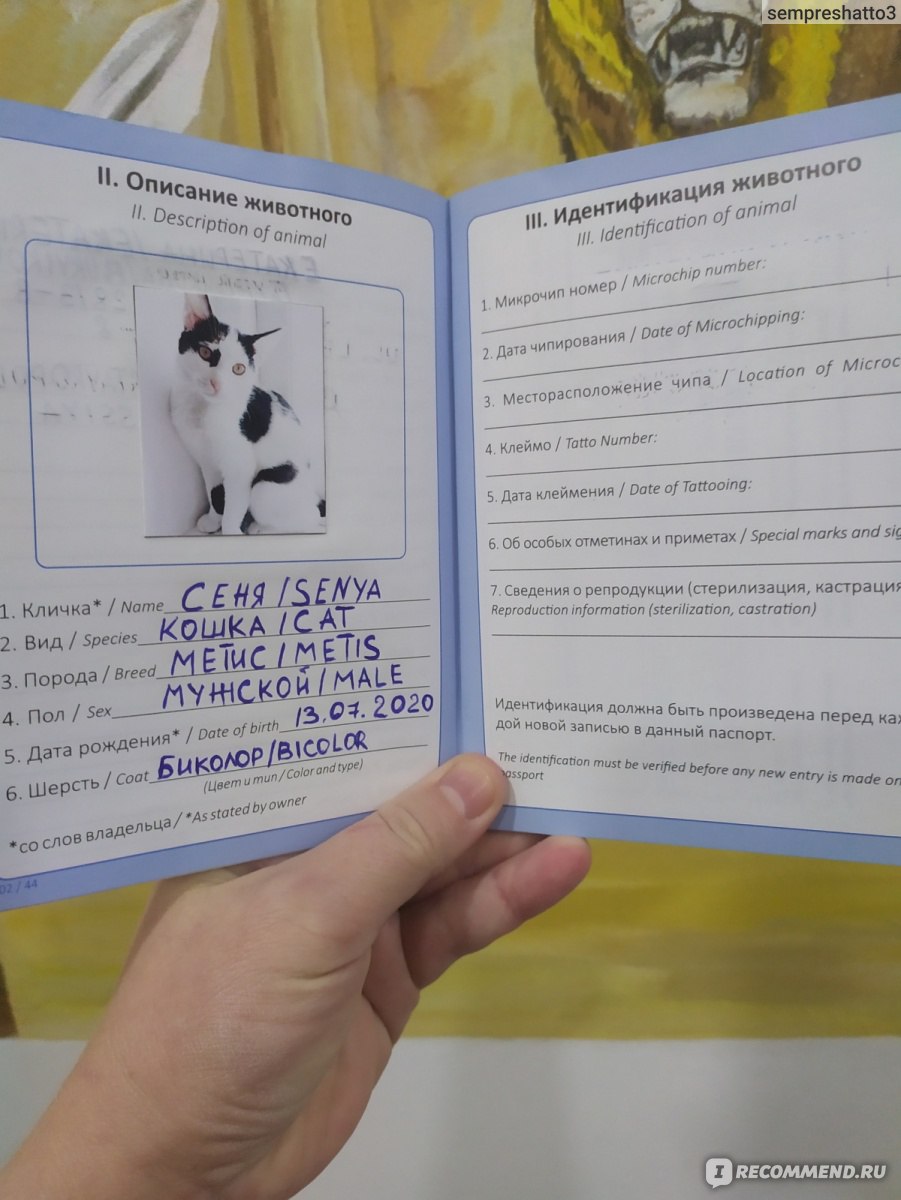 sempreshatto3
II. Описание животного
II. Description of animal
1. Кличка* / Name СЕНЯ / SENYA
2. Вид / Species КОШКА / CAT
3. Порода / Breed МЕТИС / METIS
4. Пол / Sex МУЖСКОЙ / MALE
5. Дата рождения* / Date of birth 13.07.2020
6. Шерсть / Coat БИКОЛОР / BICOLOR
(Цвет и тип / Color and type)
*со слов владельца / *As stated by owner
02 / 44
III. Идентификация животного
III. Identification of animal
1. Микрочип номер / Microchip number:
2. Дата чипирования / Date of Microchipping:
3. Месторасположение чипа / Location of Microc
4. Клеймо / Tatto Number:
5. Дата клеймения / Date of Tattooing:
6. Об особых отметинах и приметах / Special marks and sig
7. Сведения о репродукции (стерилизация, кастрация
Reproduction information (sterilization, castration)
Идентификация должна быть произведена перед каж
дой новой записью в данный паспорт.
The identification must be verified before any new entry is made on
passport
IRECOMMEND.RU